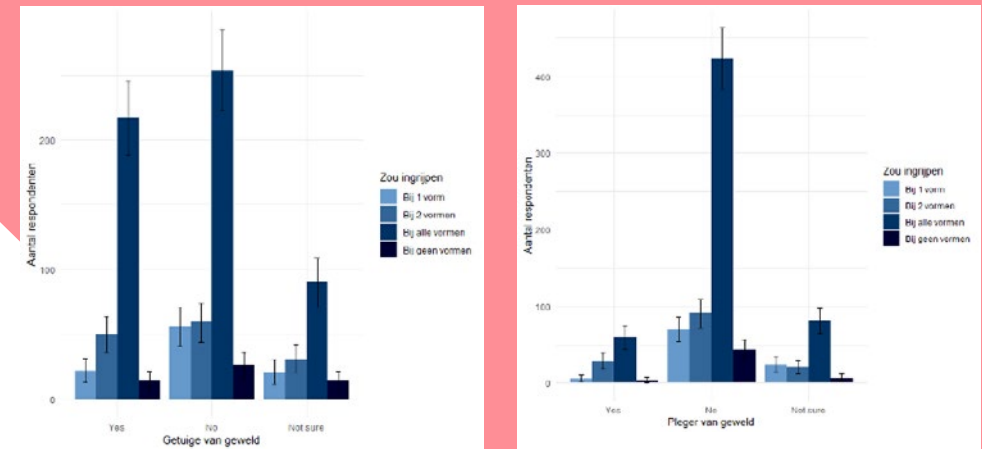 200
100
0
Aantal respondenten
Yes
No
Not sure
Getuige van geweld
Zou ingrijpen
Bij 1 vorm
Bij 2 vormen
Bij alle vormen
Bij geen vormen
400
300
200
100
0
Aantal respondenten
Yes
No
Not sure
Pleger van geweld
Zou ingrijpen
Bij 1 vorm
Bij 2 vormen
Bij alle vormen
Bij geen vormen